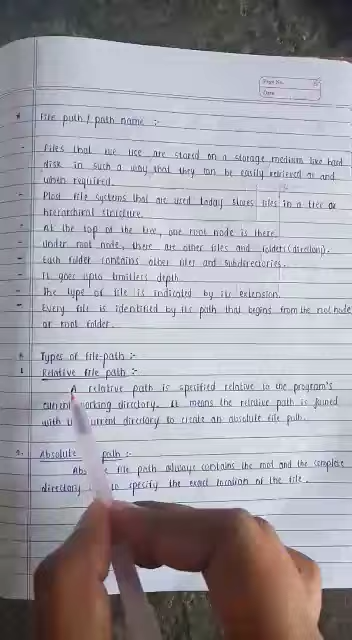 Page No.
Date
* File path / path name :-
- Files that we use are stored on a storage medium like hard
disk in such a way that they can be easily retrieved as and
when required.
- Most file systems that are used today stores files in a tree or
hierarchical structure.
- At the top of the tree, one root node is there.
- Under root node, there are other files and folders (directory).
- Each folder contains other files and subdirectories.
- It goes upto limitless depth
- The type of file is indicated by its extension.
- Every file is identified by its path that begins from the root node
or root folder.
* Types of file-path :-
1. Relative file path :-
A relative path is specified relative to the program's
current working directory. It means the relative path is joined
with current directory to create an absolute file path.
2. Absolute path :-
file path always contains the root and the complete
directory to specify the exact location of the file.